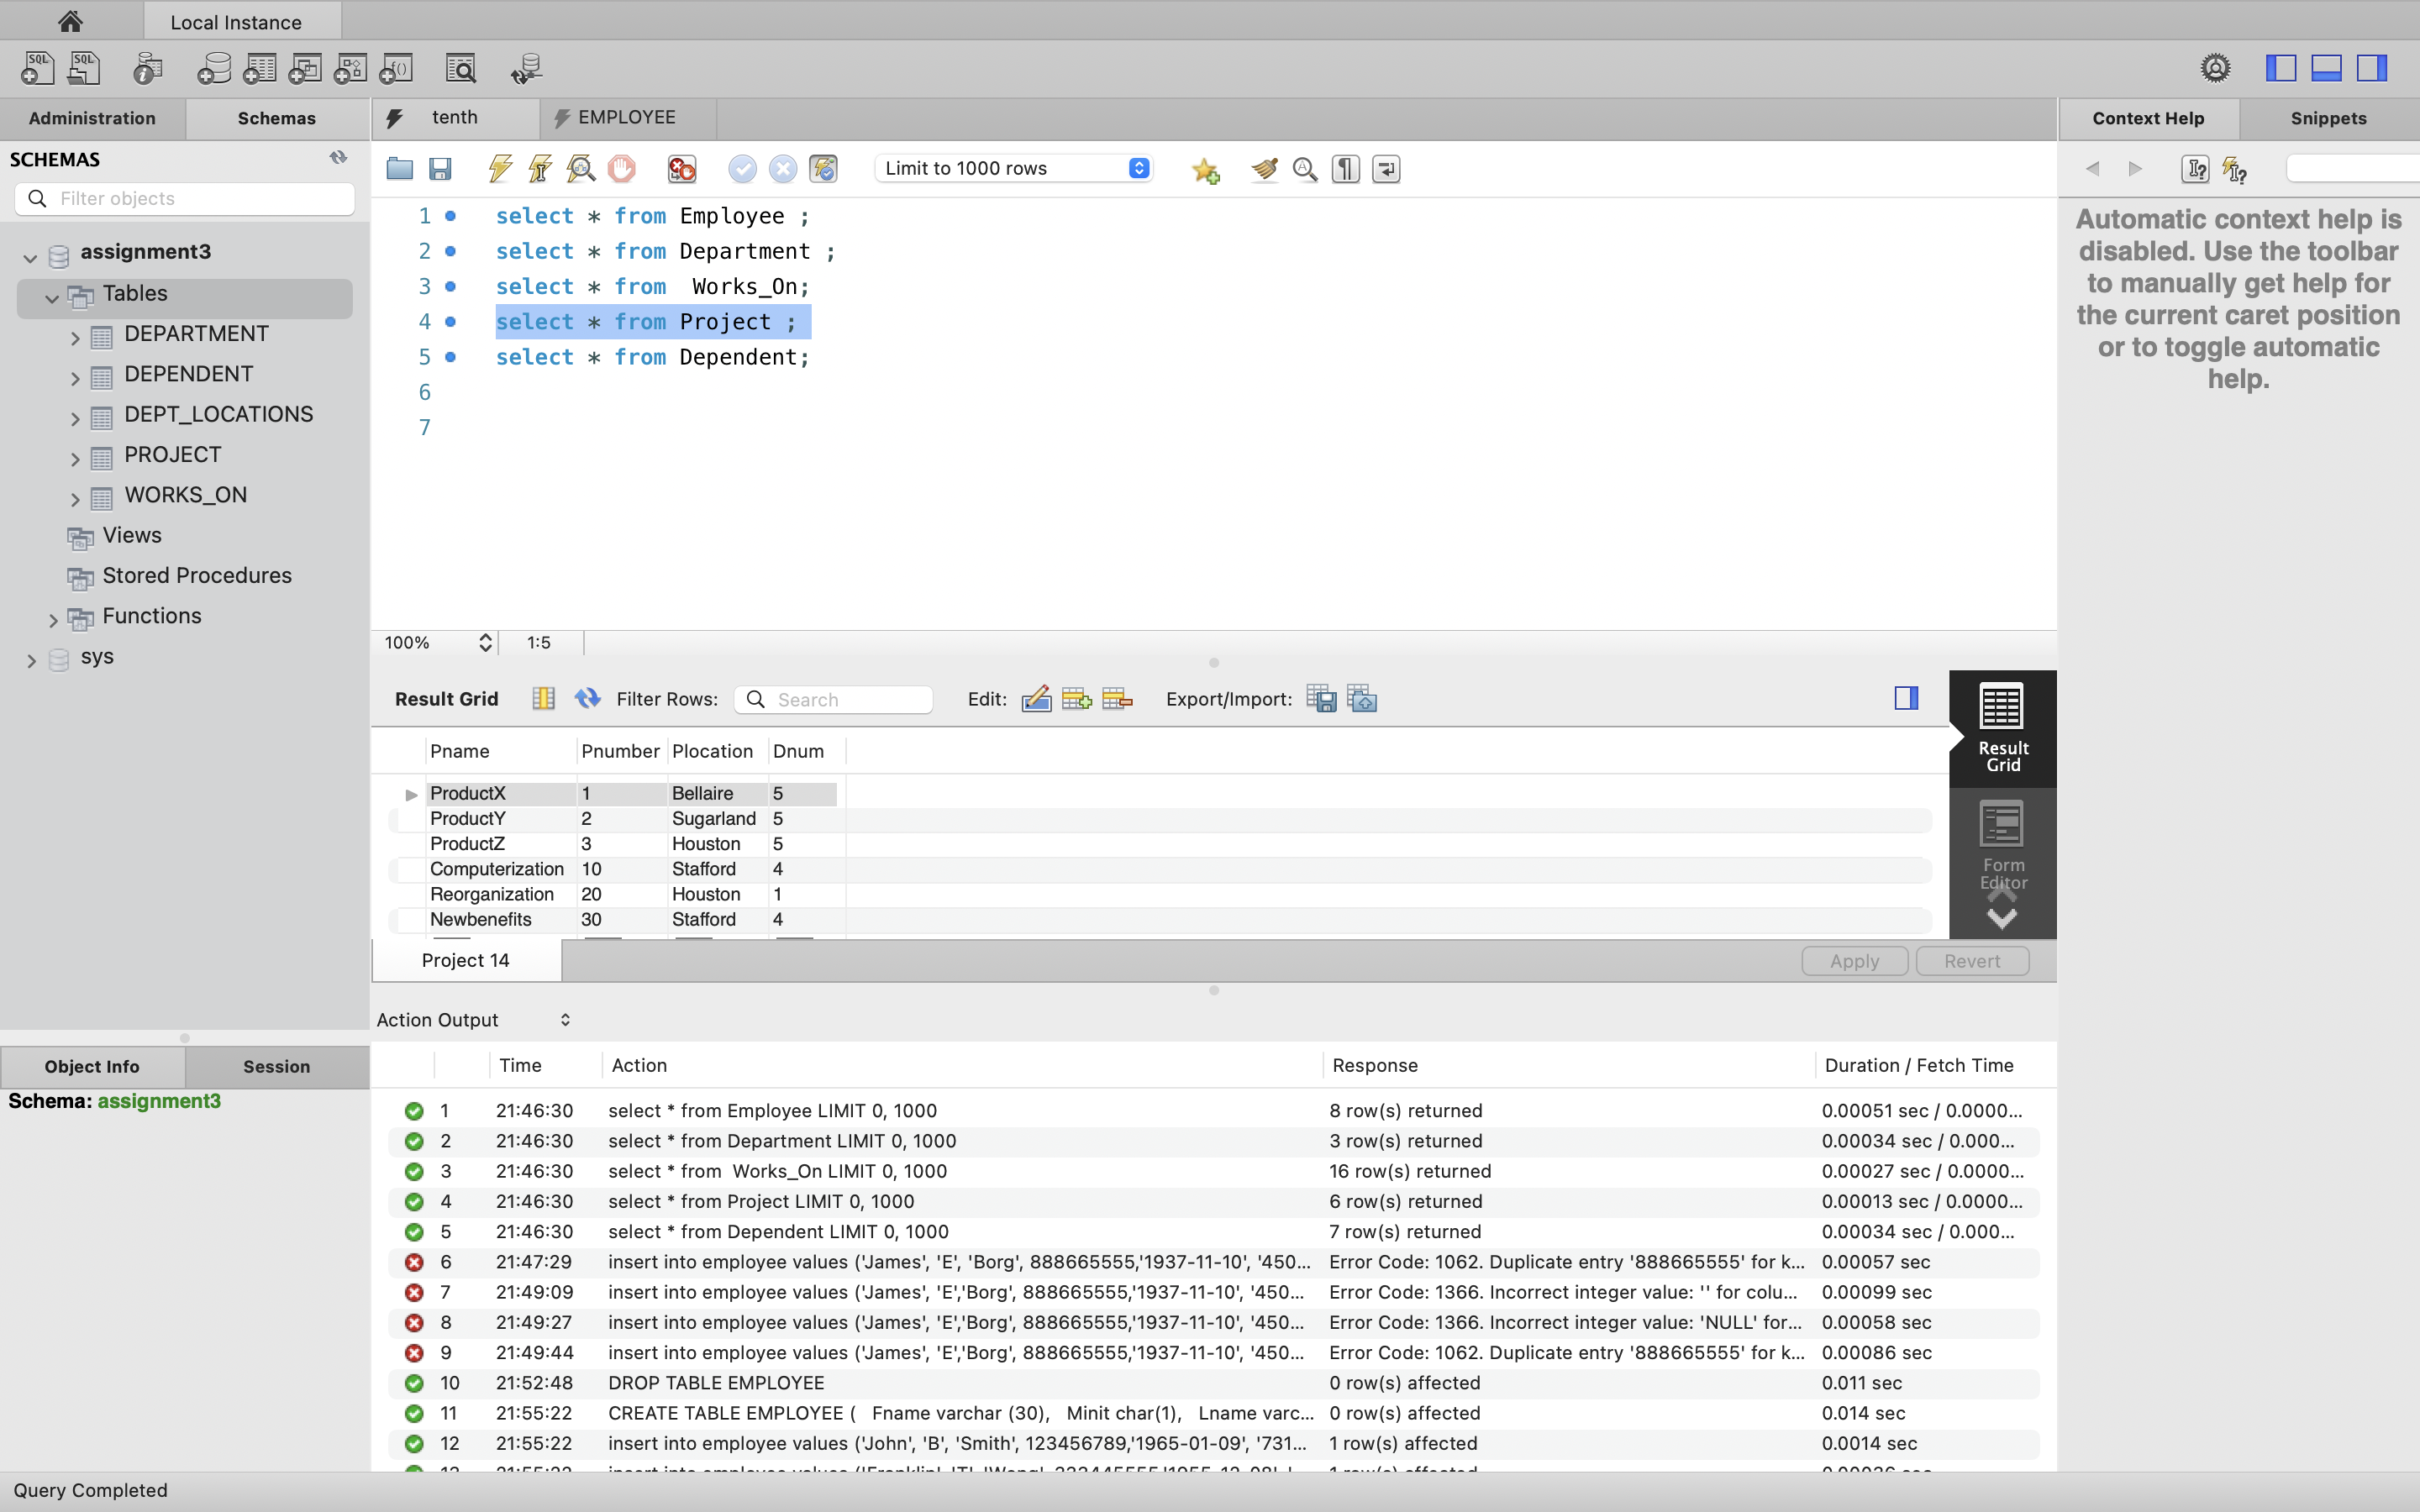 Local Instance
Administration
Schemas
tenth
EMPLOYEE
Context Help
Snippets
SCHEMAS
Filter objects
Limit to 1000 rows
assignment3
Tables
DEPARTMENT
DEPENDENT
DEPT_LOCATIONS
PROJECT
WORKS_ON
Views
Stored Procedures
Functions
sys
1 select * from Employee ;
2 select * from Department ;
3 select * from  Works_On;
4 select * from Project ;
5 select * from Dependent;
6
7
Automatic context help is
disabled. Use the toolbar
to manually get help for
the current caret position
or to toggle automatic
help.
100% 1:5
Result Grid Filter Rows: Search Edit: Export/Import:
Pname Pnumber Plocation Dnum
ProductX 1 Bellaire 5
ProductY 2 Sugarland 5
ProductZ 3 Houston 5
Computerization 10 Stafford 4
Reorganization 20 Houston 1
Newbenefits 30 Stafford 4
Result
Grid
Form
Editor
Project 14
Apply Revert
Action Output
Time Action Response Duration / Fetch Time
1 21:46:30 select * from Employee LIMIT 0, 1000 8 row(s) returned 0.00051 sec / 0.0000...
2 21:46:30 select * from Department LIMIT 0, 1000 3 row(s) returned 0.00034 sec / 0.000...
3 21:46:30 select * from  Works_On LIMIT 0, 1000 16 row(s) returned 0.00027 sec / 0.0000...
4 21:46:30 select * from Project LIMIT 0, 1000 6 row(s) returned 0.00013 sec / 0.0000...
5 21:46:30 select * from Dependent LIMIT 0, 1000 7 row(s) returned 0.00034 sec / 0.000...
6 21:47:29 insert into employee values ('James', 'E', 'Borg', 888665555,'1937-11-10', '450... Error Code: 1062. Duplicate entry '888665555' for k... 0.00057 sec
7 21:49:09 insert into employee values ('James', 'E','Borg', 888665555,'1937-11-10', '450... Error Code: 1366. Incorrect integer value: '' for colu... 0.00099 sec
8 21:49:27 insert into employee values ('James', 'E','Borg', 888665555,'1937-11-10', '450... Error Code: 1366. Incorrect integer value: 'NULL' for... 0.00058 sec
9 21:49:44 insert into employee values ('James', 'E','Borg', 888665555,'1937-11-10', '450... Error Code: 1062. Duplicate entry '888665555' for k... 0.00086 sec
10 21:52:48 DROP TABLE EMPLOYEE 0 row(s) affected 0.011 sec
11 21:55:22 CREATE TABLE EMPLOYEE (   Fname varchar (30),   Minit char(1),   Lname varc... 0 row(s) affected 0.014 sec
12 21:55:22 insert into employee values ('John', 'B', 'Smith', 123456789,'1965-01-09', '731... 1 row(s) affected 0.0014 sec
Object Info
Session
Schema: assignment3
Query Completed